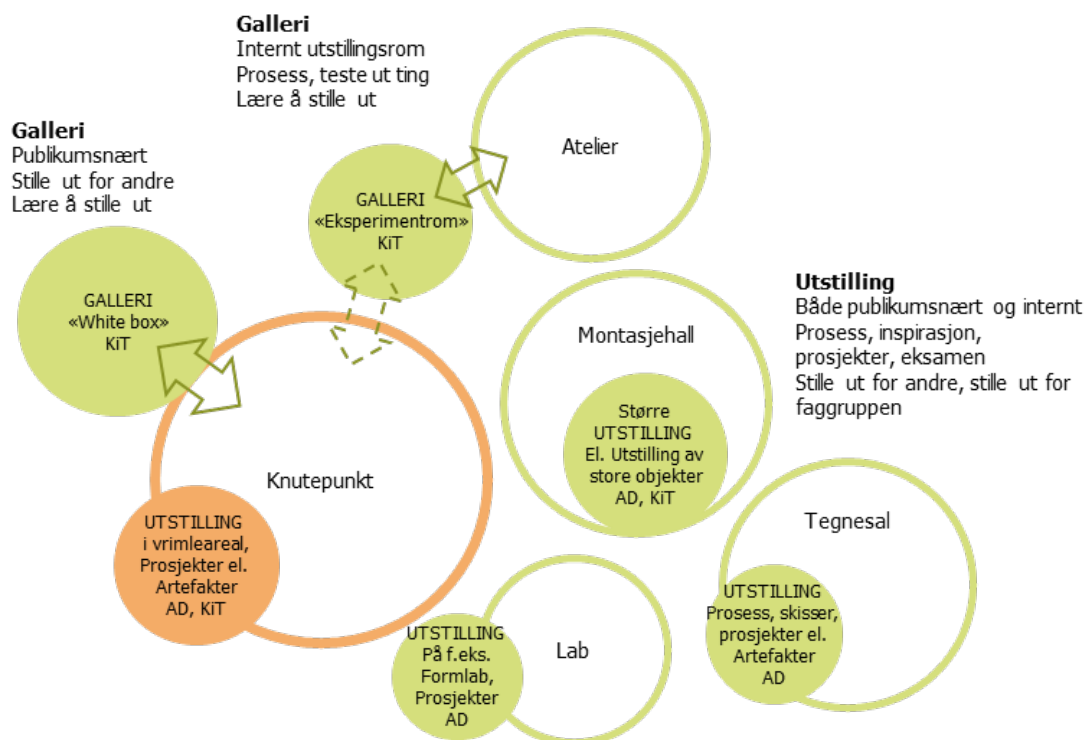 Galleri
Internt utstillingsrom
Prosess, teste ut ting
Lære å stille ut
Galleri
Publikumsnært
Stille ut for andre
Lære å stille ut
Atelier
GALLERI
«Eksperimentrom»
KiT
GALLERI
«White box»
KiT
Utstilling
Både publikumsnært og internt
Prosess, inspirasjon,
prosjekter, eksamen
Stille ut for andre, stille ut for
faggruppen
Montasjehall
Større
UTSTILLING
El. Utstilling av
store objekter
AD, KiT
Knutepunkt
UTSTILLING
i vrimleareal,
Prosjekter el.
Artefakter
AD, KiT
Tegnesal
UTSTILLING
Prosess, skisser,
prosjekter el.
Artefakter
AD
Lab
UTSTILLING
På f.eks.
Formlab,
Prosjekter
AD